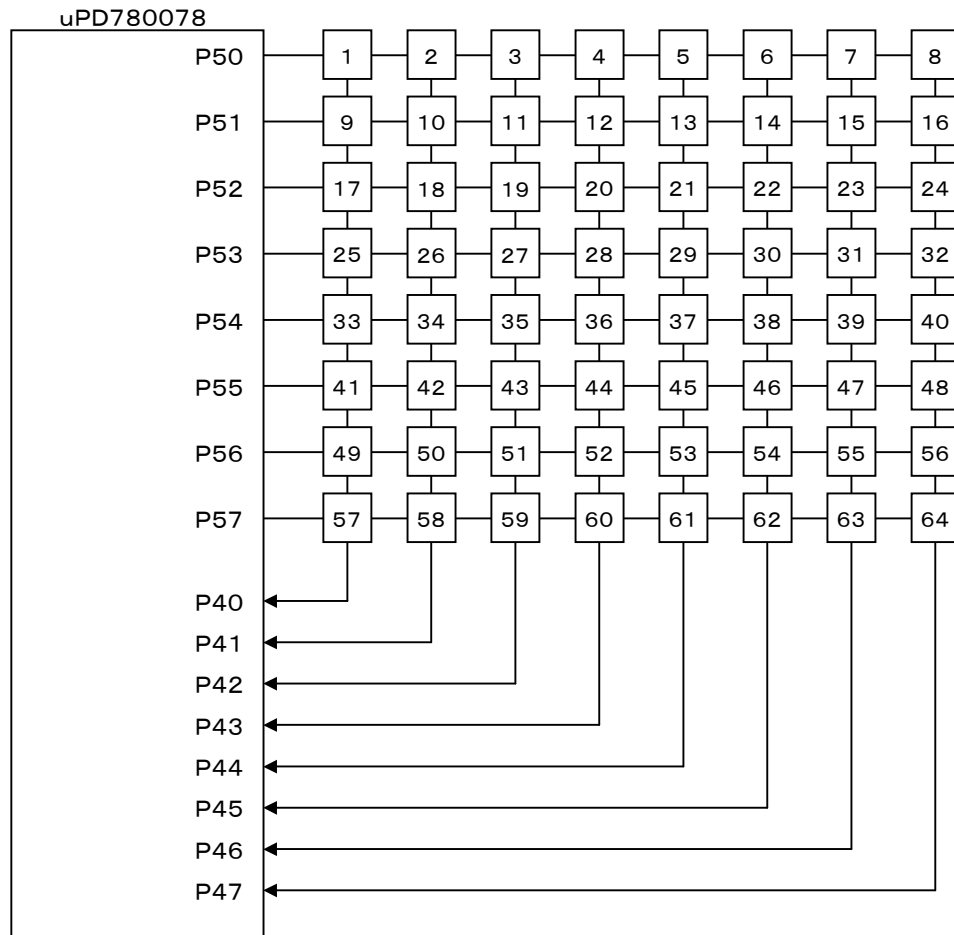 uPD780078
P50 1 2 3 4 5 6 7 8
P51 9 10 11 12 13 14 15 16
P52 17 18 19 20 21 22 23 24
P53 25 26 27 28 29 30 31 32
P54 33 34 35 36 37 38 39 40
P55 41 42 43 44 45 46 47 48
P56 49 50 51 52 53 54 55 56
P57 57 58 59 60 61 62 63 64
P40
P41
P42
P43
P44
P45
P46
P47